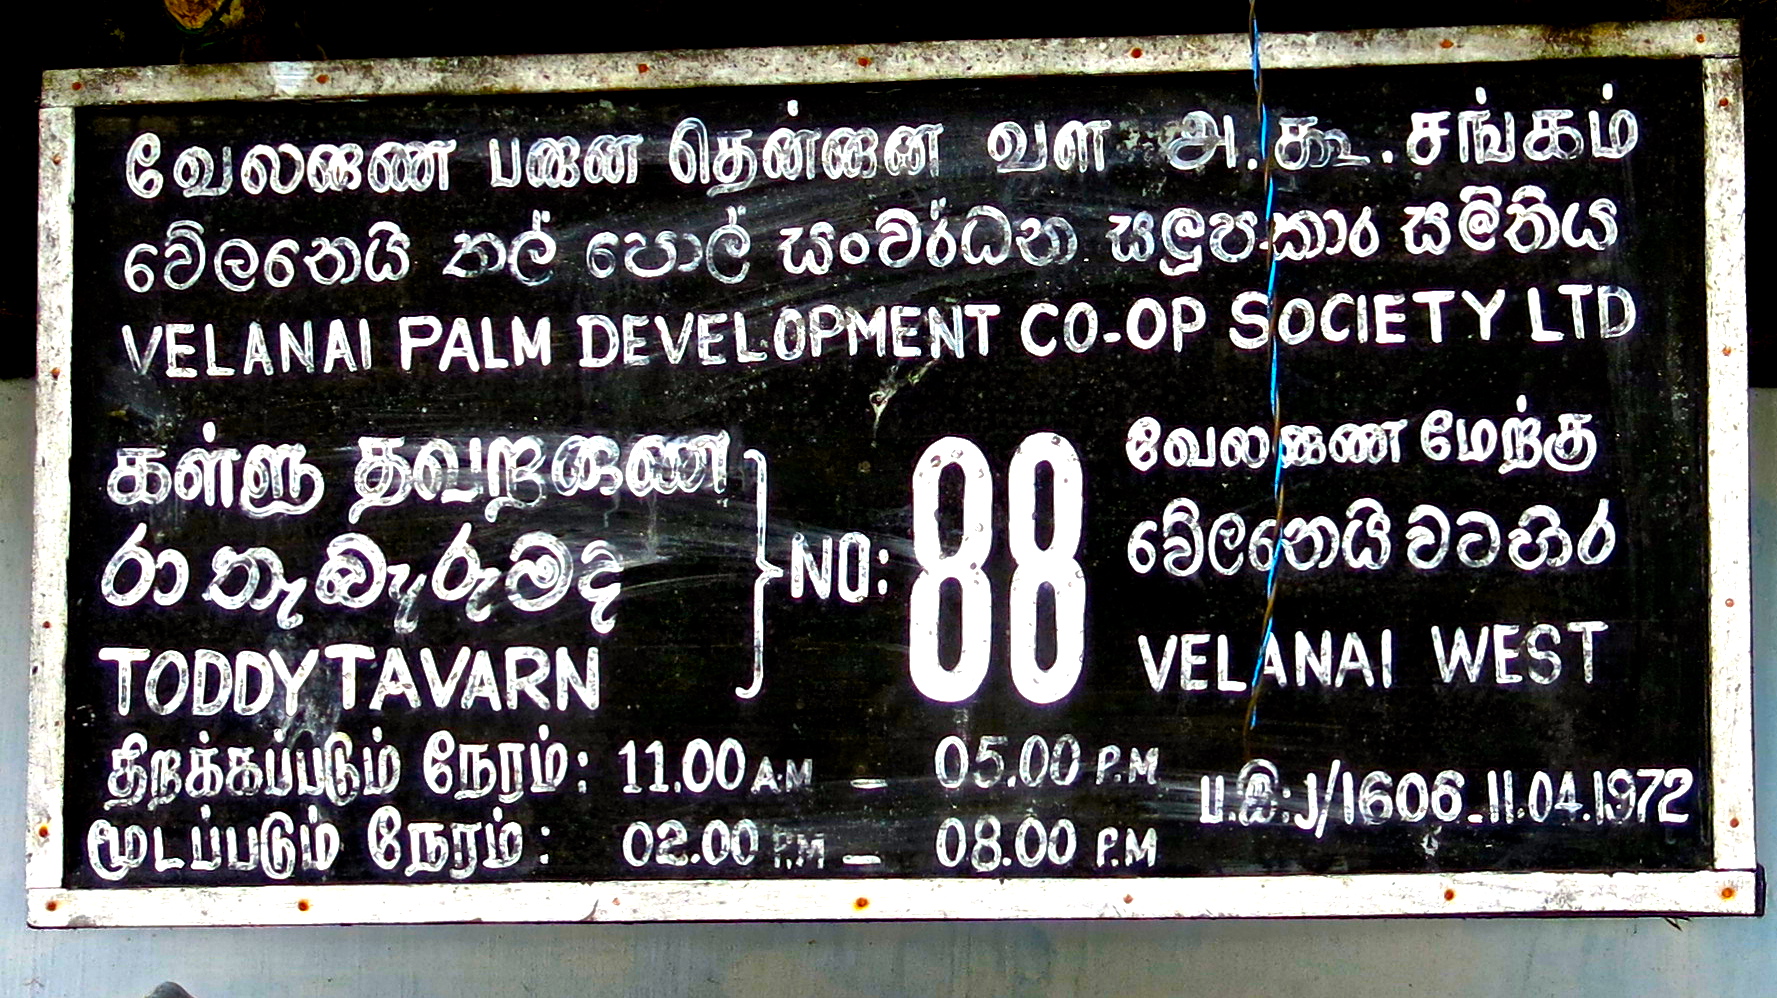 வேலணை பனை தென்னை வள அ.கூ.சங்கம்
වේලනෙයි තල් පොල් සංවර්ධන සමුපකාර සමිතිය
VELANAI PALM DEVELOPMENT CO-OP SOCIETY LTD
கள்ளு தவறணை
රා තැබෑරුමද
TODDY TAVARN
NO: 88
வேலணை மேற்கு
වේලනෙයි වටහිර
VELANAI WEST
திறக்கப்படும் நேரம்: 11.00 A.M – 05.00 P.M
மூடப்படும் நேரம்: 02.00 P.M – 08.00 P.M
ப.இ:J/1606-11.04.1972